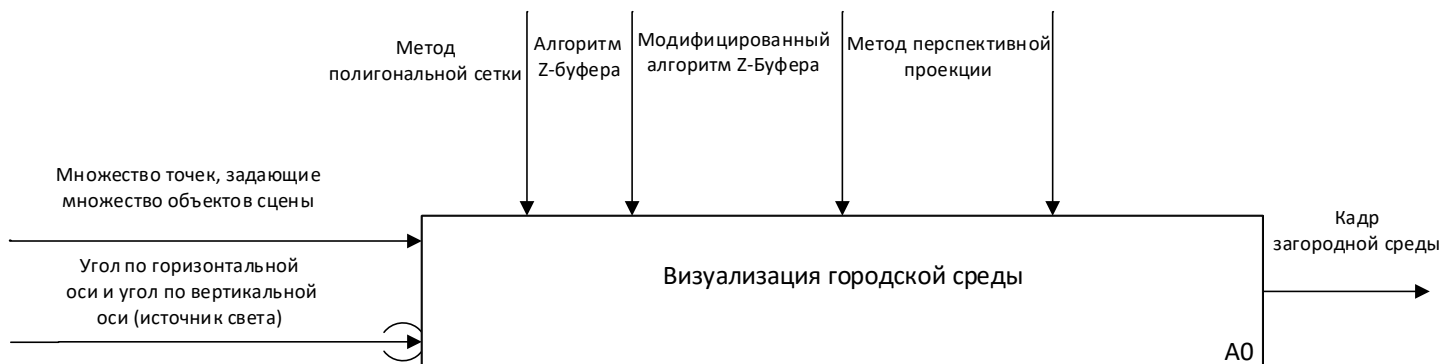 Метод
полигональной сетки
Алгоритм
Z-буфера
Модифицированный
алгоритм Z-Буфера
Метод перспективной
проекции
Множество точек, задающие
множество объектов сцены
Угол по горизонтальной
оси и угол по вертикальной
оси (источник света)
Визуализация городской среды
Кадр
загородной среды
A0